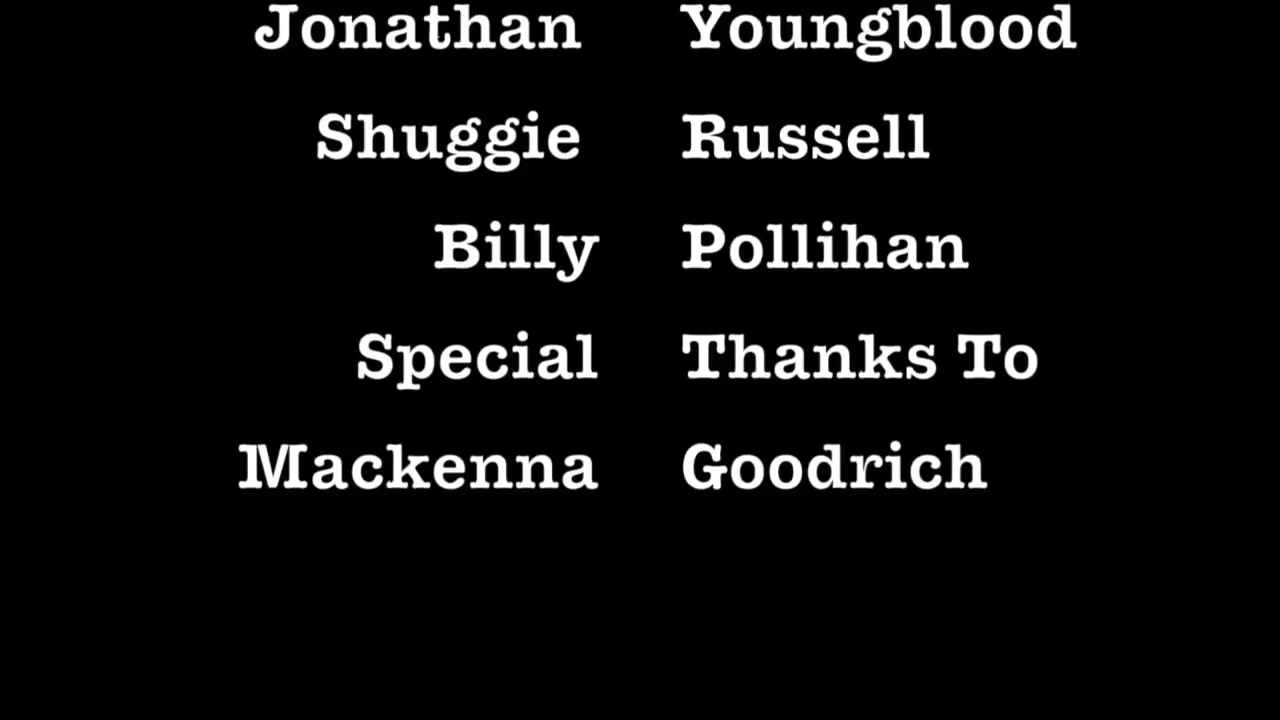 Jonathan Youngblood
Shuggie Russell
Billy Pollihan
Special Thanks To
Mackenna Goodrich